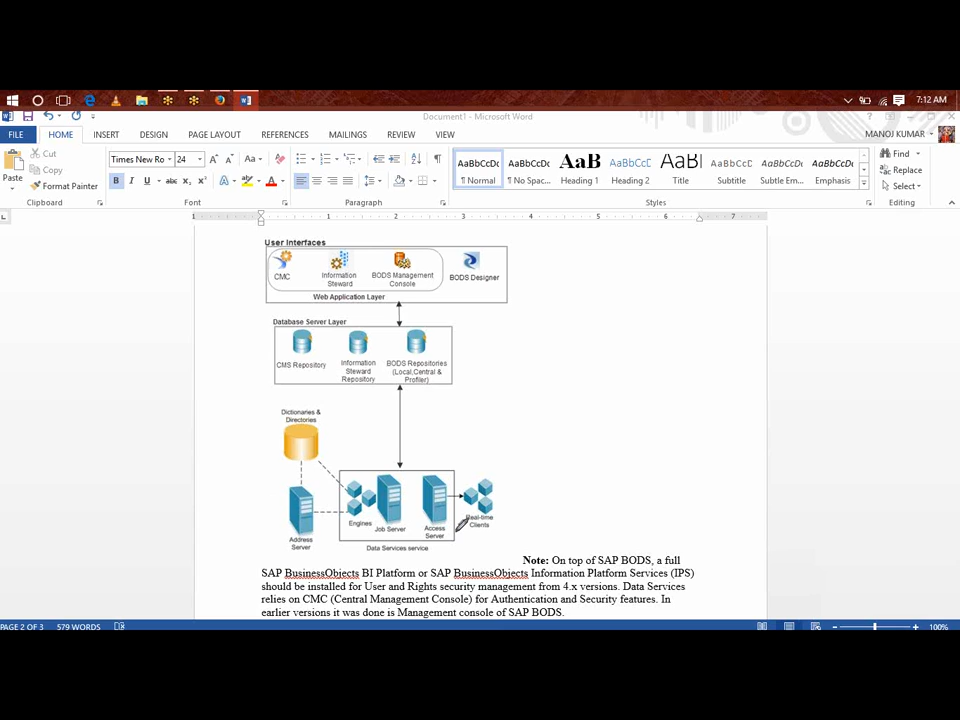 7:12 AM
Document1 - Microsoft Word
FILE HOME INSERT DESIGN PAGE LAYOUT REFERENCES MAILINGS REVIEW VIEW MANOJ KUMAR
Cut
Copy
Format Painter
Paste
Clipboard
Times New Ro 24
Font
Paragraph
AaBbCcDc AaBbCcDc AaB AaBbCcD AaBl AaBbCcD AaBbCcDc AaBbCcDc
¶ Normal ¶ No Spac... Heading 1 Heading 2 Title Subtitle Subtle Em... Emphasis
Styles
Find
Replace
Select
Editing
1 1 2 3 4 5 6 7
User Interfaces
CMC
Information
Steward
BODS Management
Console
BODS Designer
Web Application Layer
Database Server Layer
CMS Repository
Information
Steward
Repository
BODS Repositories
(Local,Central &
Profiler)
Dictionaries &
Directories
Address
Server
Engines
Job Server
Access
Server
Real-time
Clients
Data Services service
Note: On top of SAP BODS, a full
SAP BusinessObjects BI Platform or SAP BusinessObjects Information Platform Services (IPS)
should be installed for User and Rights security management from 4.x versions. Data Services
relies on CMC (Central Management Console) for Authentication and Security features. In
earlier versions it was done is Management console of SAP BODS.
PAGE 2 OF 3 579 WORDS 100%